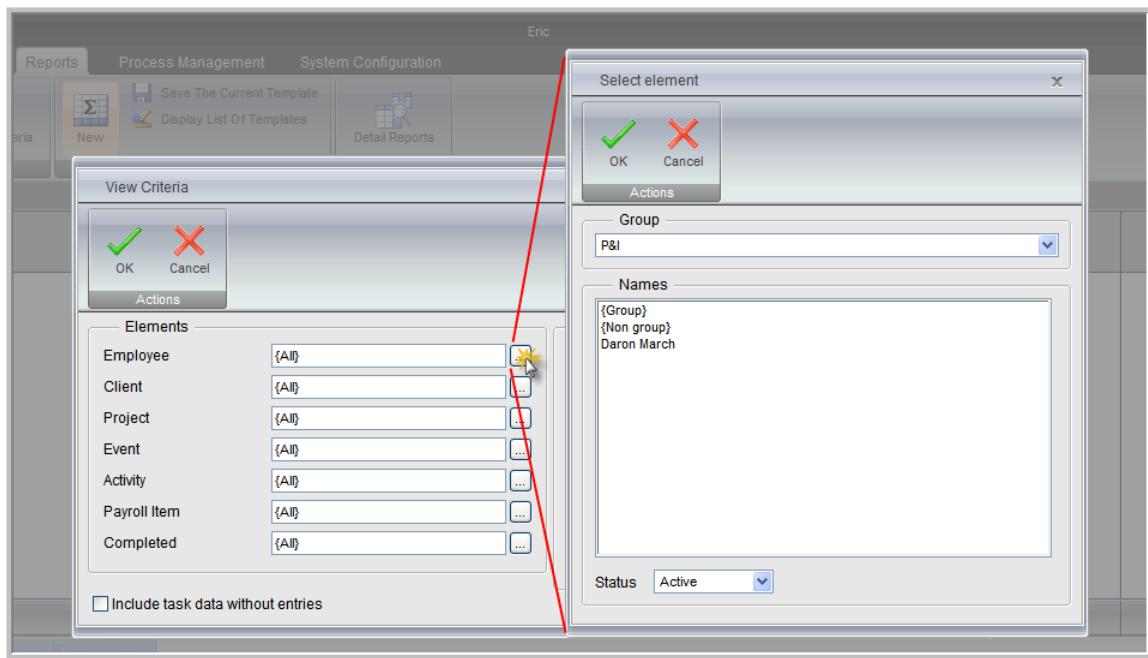 Eric
Reports Process Management System Configuration
eria
New
Save The Current Template
Display List Of Templates
Detail Reports
View Criteria
OK Cancel
Actions
Elements
Employee {All} ...
Client {All} ...
Project {All} ...
Event {All} ...
Activity {All} ...
Payroll Item {All} ...
Completed {All} ...
Include task data without entries
Select element
OK Cancel
Actions
Group
P&I
Names
{Group}
{Non group}
Daron March
Status Active